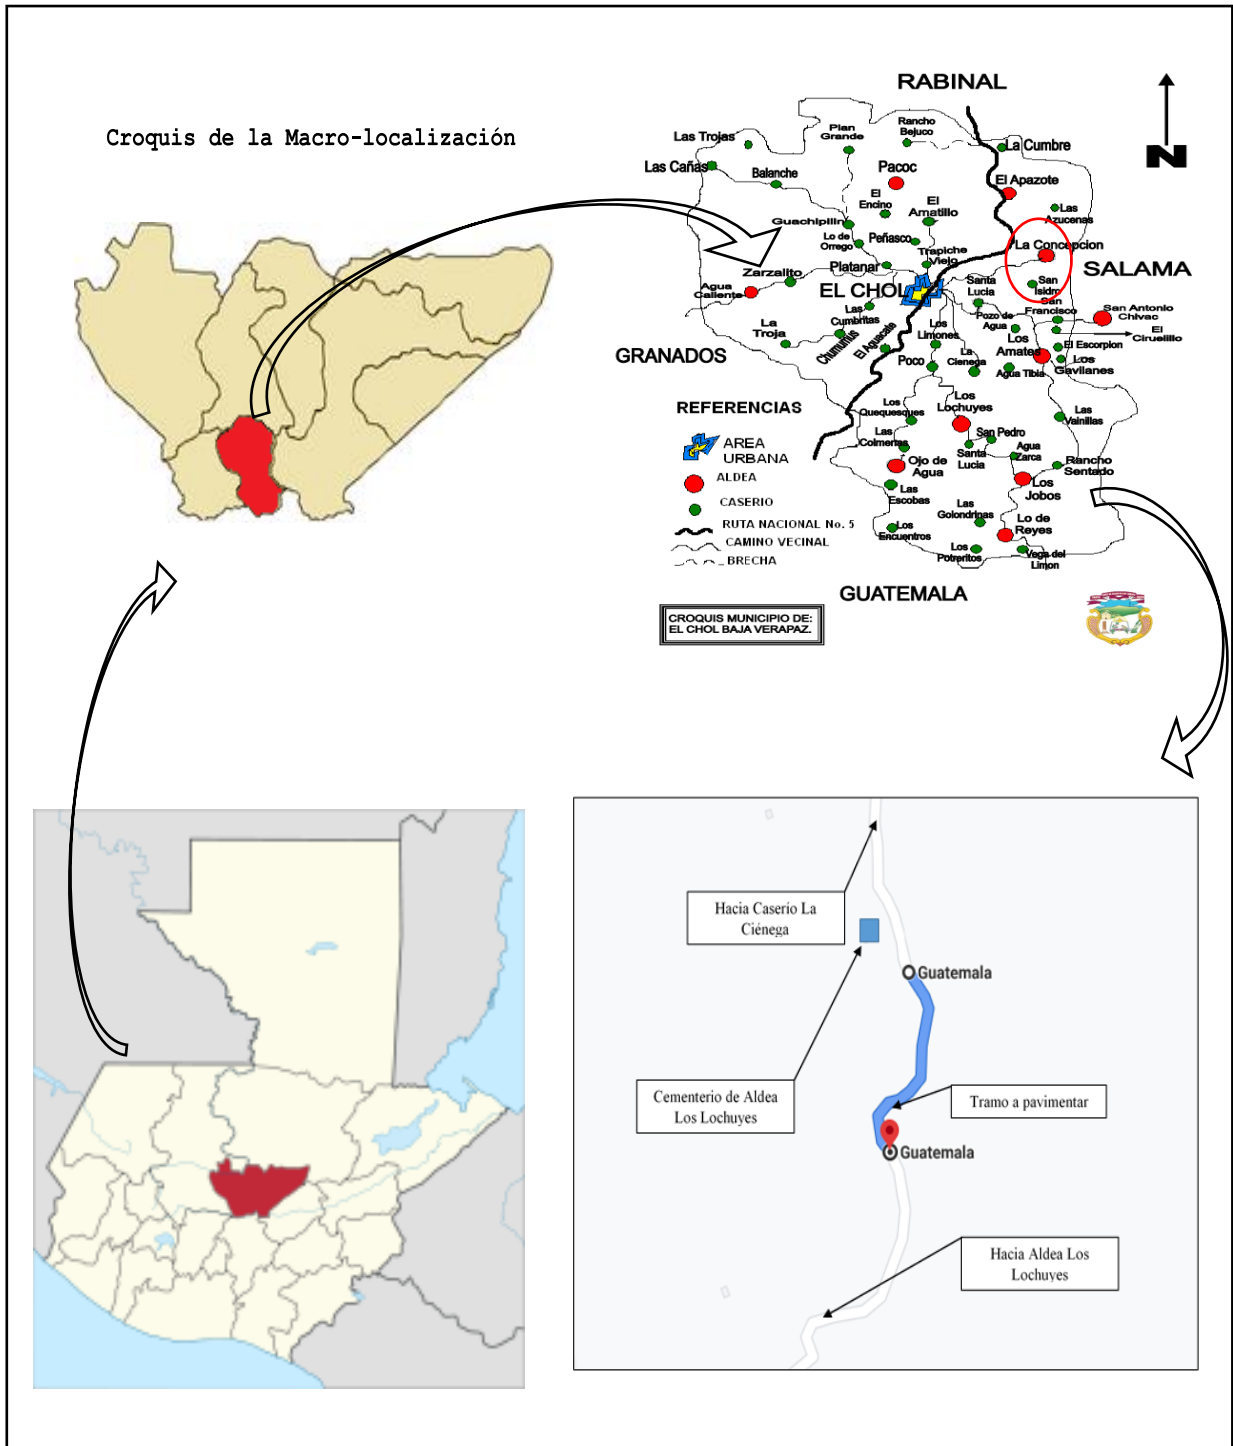 Croquis de la Macro-localización
RABINAL
N
Las Trojas
Plan
Grande
Rancho
Bejuco
La Cumbre
Las Cañas
Balanche
Pacoc
El Apazote
El
Encino
El
Amatillo
Las
Azucenas
Guachipilin
Lo de
Orrego
Peñasco
La Concepcion
Trapiche
Viejo
Platanar
SALAMA
Zarzalito
Agua
Caliente
EL CHOL
Santa
Lucia
San
Isidro
San
Francisco
San Antonio
Chivac
Las
Cumbritas
La
Troja
Chumumus
El Aguacate
Los
Limones
Pozo de
Agua
Los
Amates
El
Ciruelillo
El Escorpion
GRANADOS
Poco
La
Cienega
Agua Tibia
Los
Gavilanes
REFERENCIAS
Los
Quequesques
Los
Lochuyes
Las
Vainillas
AREA
URBANA
Las
Colmenas
San Pedro
Santa
Lucia
Agua
Zarca
Rancho
Sentado
ALDEA
Ojo de
Agua
Los
Jobos
CASERIO
Las
Escobas
Las
Golondrinas
RUTA NACIONAL No. 5
Los
Encuentros
Lo de
Reyes
CAMINO VECINAL
BRECHA
Los
Potreritos
Vega del
Limon
GUATEMALA
CROQUIS MUNICIPIO DE:
EL CHOL BAJA VERAPAZ.
Hacia Caserio La
Ciénega
Guatemala
Cementerio de Aldea
Los Lochuyes
Tramo a pavimentar
Guatemala
Hacia Aldea Los
Lochuyes